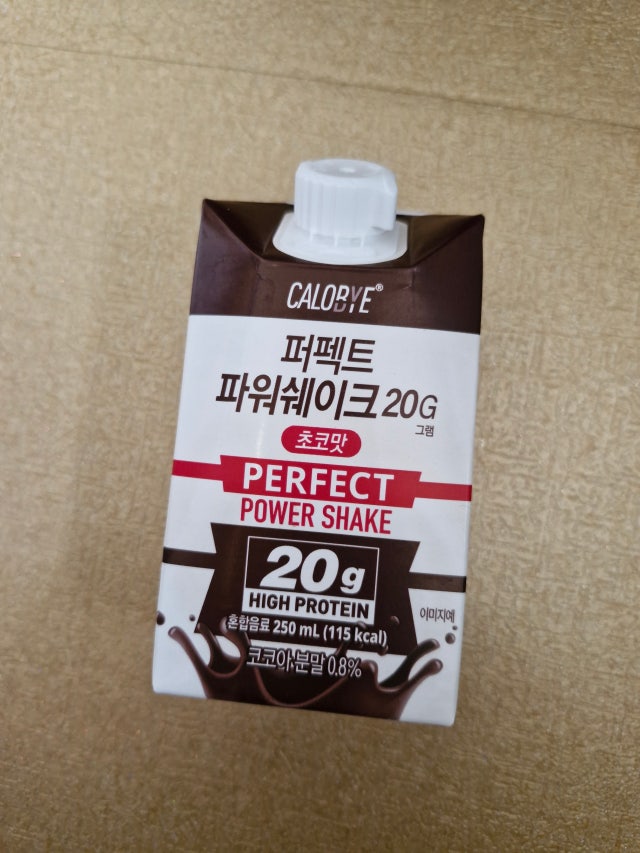 CALOBYE®
퍼펙트
파워쉐이크 20G
그램
초코맛
PERFECT
POWER SHAKE
20g
HIGH PROTEIN
혼합음료 250 mL (115 kcal)
이미지예
코코아분말 0.8%